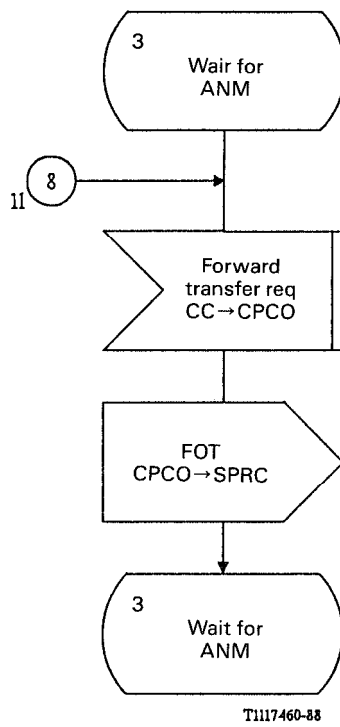 3
Wair for
ANM
8
11
Forward
transfer req
CC→CPCO
FOT
CPCO→SPRC
3
Wait for
ANM
T1117460-88